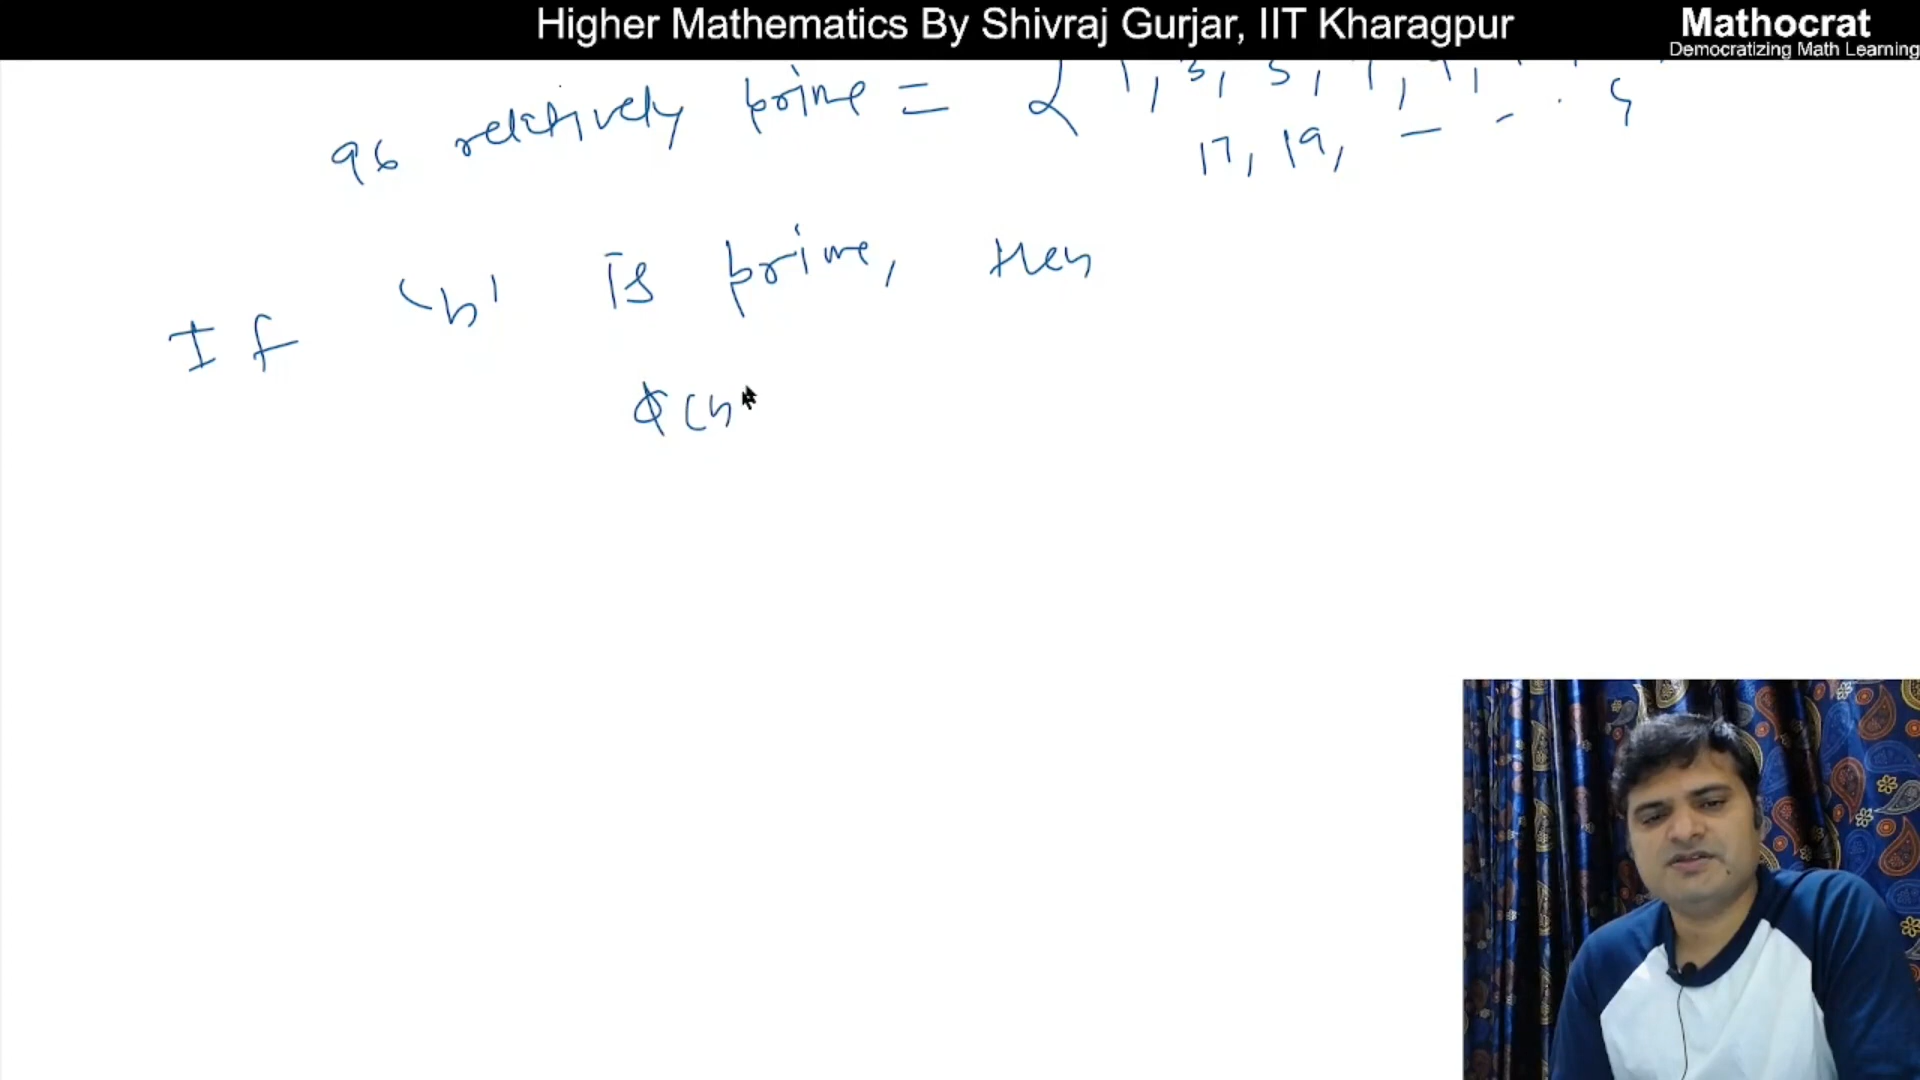 Higher Mathematics By Shivraj Gurjar, IIT Kharagpur
Mathocrat
Democratizing Math Learning
96 relatively prime = { 1, 3, 5, 7, 9,
17, 19, — -
If 'n' is prime, then
ϕ(n